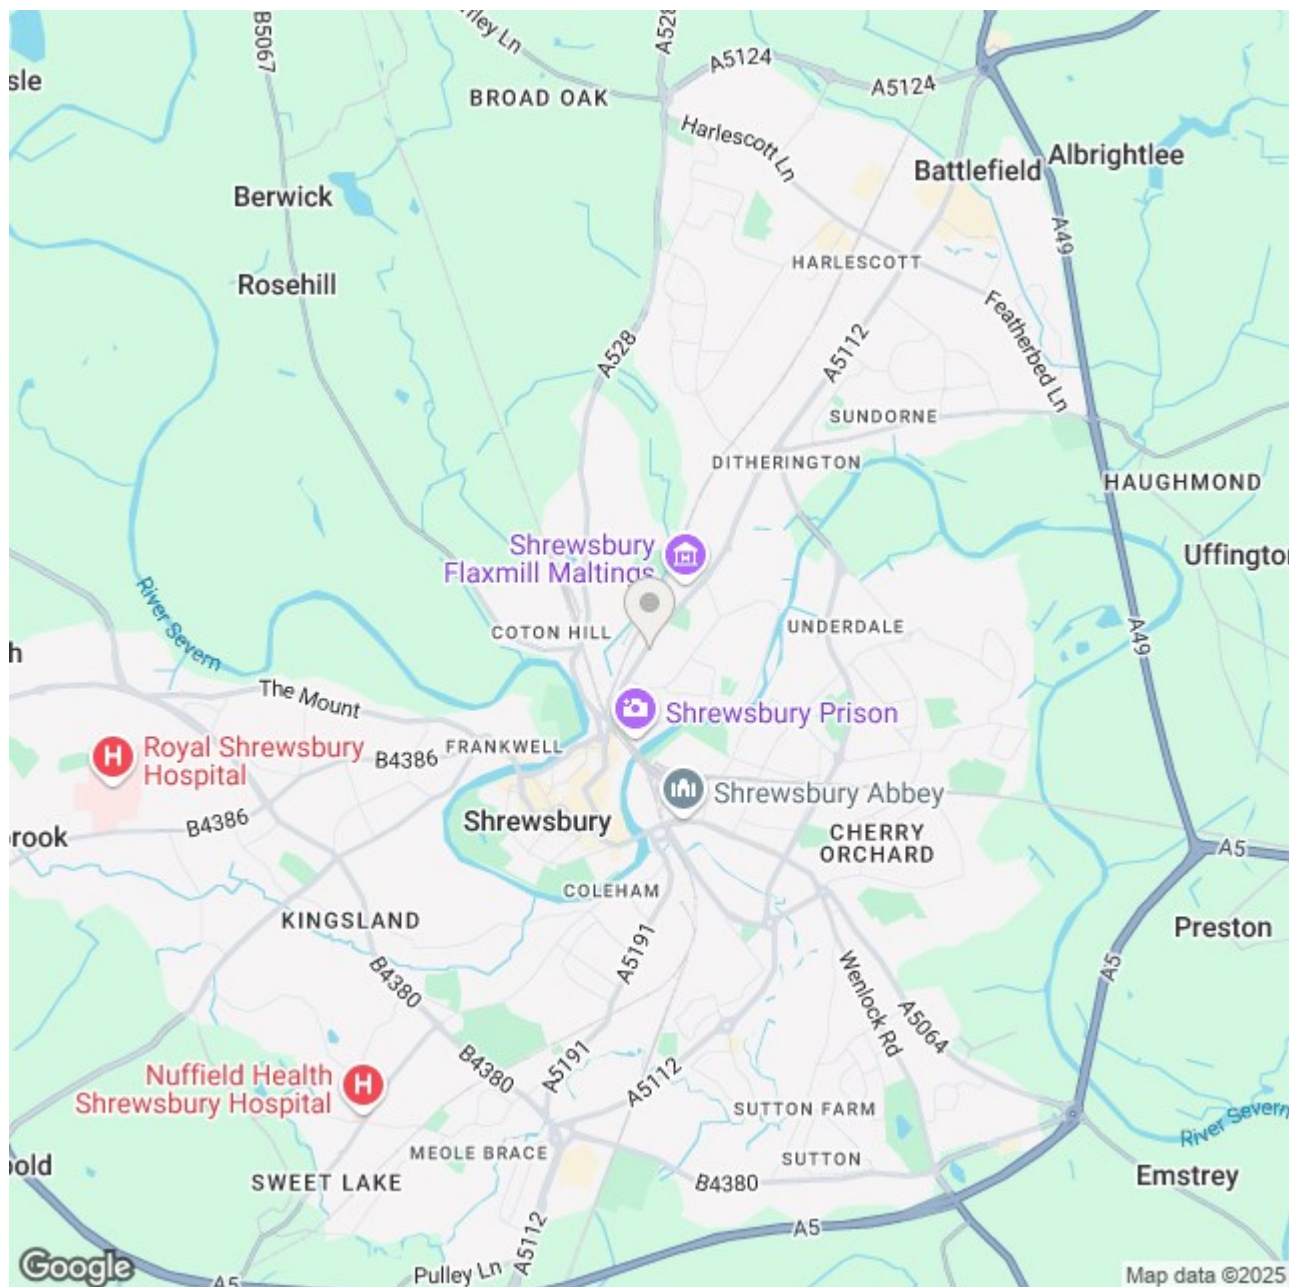 B5067
A528
A5124
A5124
BROAD OAK
Harlescott Ln
Battlefield
Albrightlee
Berwick
A49
Rosehill
HARLESCOTT
Featherbed Ln
A528
A5112
SUNDORNE
DITHERINGTON
HAUGHMOND
Shrewsbury
Flaxmill Maltings
Uffington
River Severn
COTON HILL
UNDERDALE
A49
The Mount
Shrewsbury Prison
Royal Shrewsbury
Hospital
B4386
FRANKWELL
Shrewsbury Abbey
B4386
Shrewsbury
CHERRY
ORCHARD
A5
COLEHAM
KINGSLAND
Preston
A5191
B4380
Wenlock Rd
A5
A5064
B4380
A5191
A5112
Nuffield Health
Shrewsbury Hospital
SUTTON FARM
River Severn
MEOLE BRACE
SUTTON
SWEET LAKE
B4380
Emstrey
A5
A5112
Google
A5
Pulley Ln
Map data ©2025